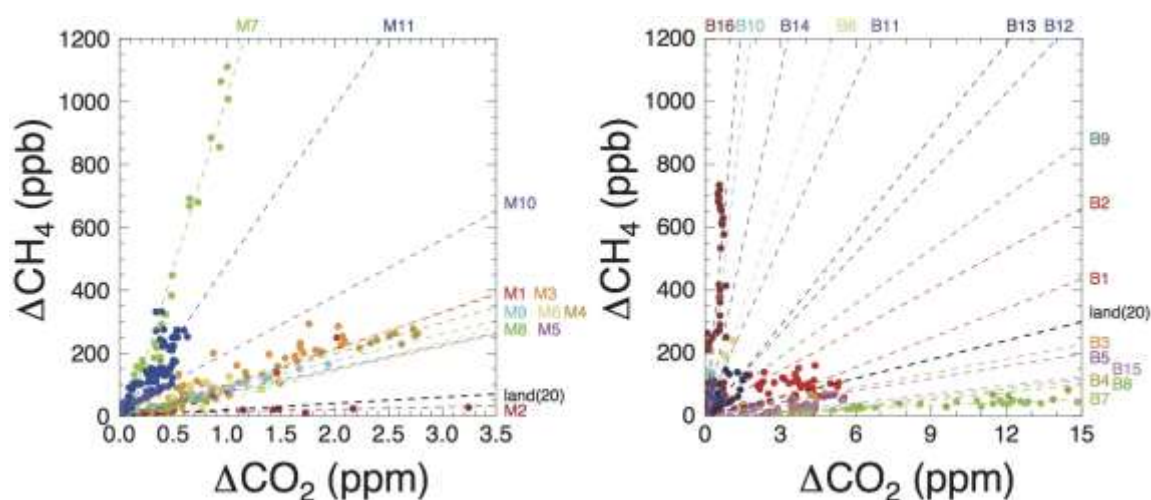 M7 M11
1200
1000
800
600
400
200
0
ΔCH4 (ppb)
M10
M1 M3
M9 M6 M4
M8 M5
land(20)
M2
0.0 0.5 1.0 1.5 2.0 2.5 3.0 3.5
ΔCO2 (ppm)
B16 B10 B14 B6 B11 B13 B12
1200
1000
800
600
400
200
0
ΔCH4 (ppb)
B9
B2
B1
land(20)
B3
B5
B15
B4 B8
B7
0 3 6 9 12 15
ΔCO2 (ppm)